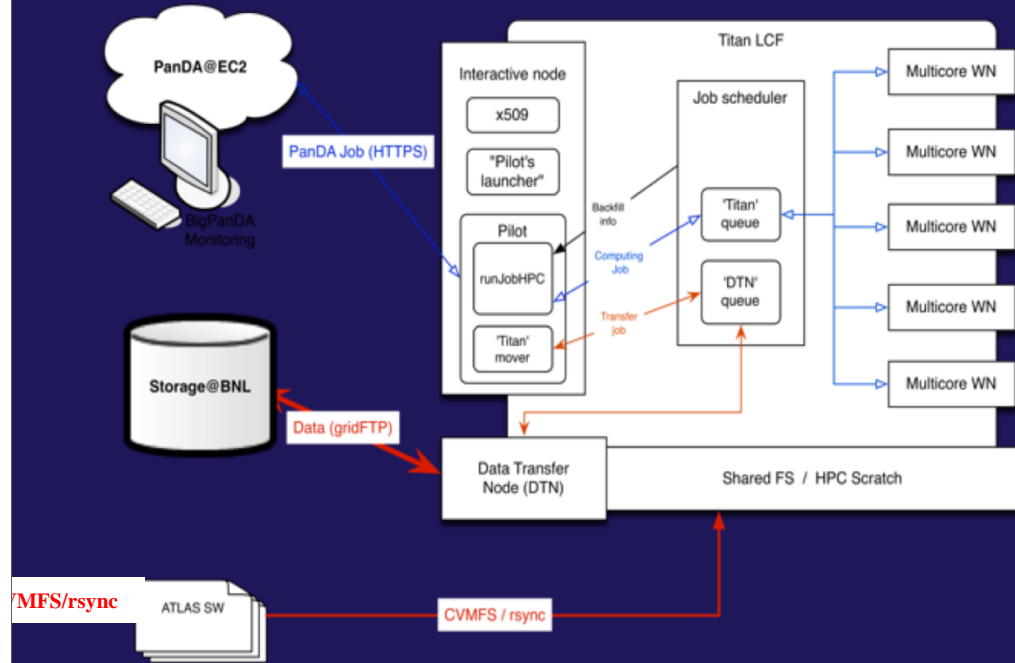 PanDA@EC2
BigPanDA
Monitoring
PanDA Job (HTTPS)
Storage@BNL
Data (gridFTP)
Interactive node
x509
"Pilot's
launcher"
Pilot
runJobHPC
'Titan'
mover
Backfill
info
Computing
Job
Transfer
job
Titan LCF
Job scheduler
'Titan'
queue
'DTN'
queue
Multicore WN
Multicore WN
Multicore WN
Multicore WN
Multicore WN
Data Transfer
Node (DTN)
Shared FS / HPC Scratch
VMFS/rsync
ATLAS SW
CVMFS / rsync